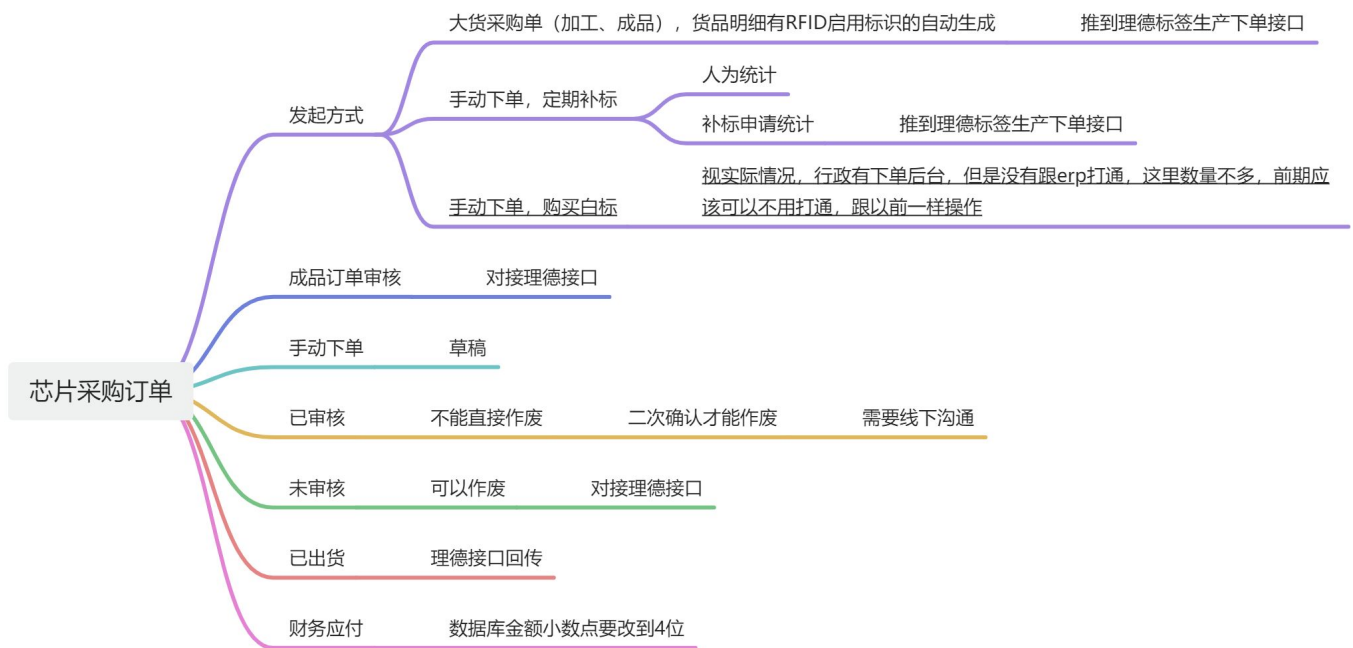 大货采购单（加工、成品），货品明细有RFID启用标识的自动生成
推到理德标签生产下单接口
发起方式
手动下单，定期补标
人为统计
补标申请统计
推到理德标签生产下单接口
手动下单，购买白标
视实际情况，行政有下单后台，但是没有跟erp打通，这里数量不多，前期应
该可以不用打通，跟以前一样操作
芯片采购订单
成品订单审核
对接理德接口
手动下单
草稿
已审核
不能直接作废
二次确认才能作废
需要线下沟通
未审核
可以作废
对接理德接口
已出货
理德接口回传
财务应付
数据库金额小数点要改到4位